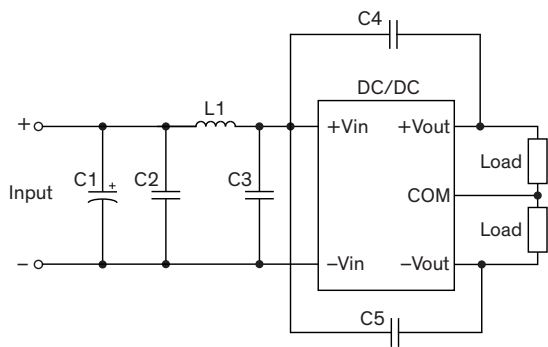 C4
DC/DC
L1
+
+Vin
+Vout
Load
Input
C1
+
C2
C3
COM
Load
–
–Vin
–Vout
C5